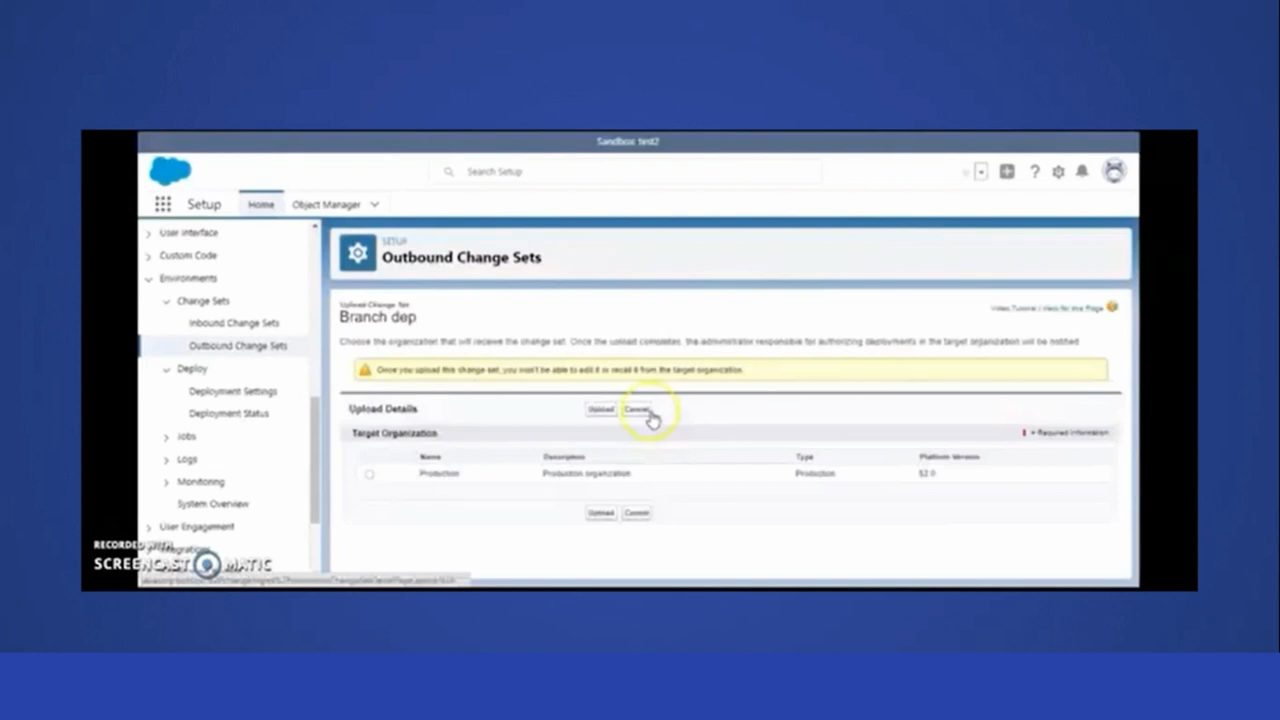 Sandbox: test2
Search Setup
Setup
Home
Object Manager
User Interface
Custom Code
Environments
Change Sets
Inbound Change Sets
Outbound Change Sets
Deploy
Deployment Settings
Deployment Status
Jobs
Logs
Monitoring
System Overview
User Engagement
Integrations
SETUP
Outbound Change Sets
Upload Change Set
Branch dep
Video Tutorial | Help for this Page
Choose the organization that will receive the change set. Once the upload completes, the administrator responsible for authorizing deployments in the target organization will be notified
Once you upload this change set, you won't be able to edit it or recall it from the target organization.
Upload Details
Upload
Cancel
Target Organization
= Required Information
Name Description Type Platform Version
Production Production organization Production 52.0
Upload
Cancel
RECORDED WITH
SCREENCAST MATIC